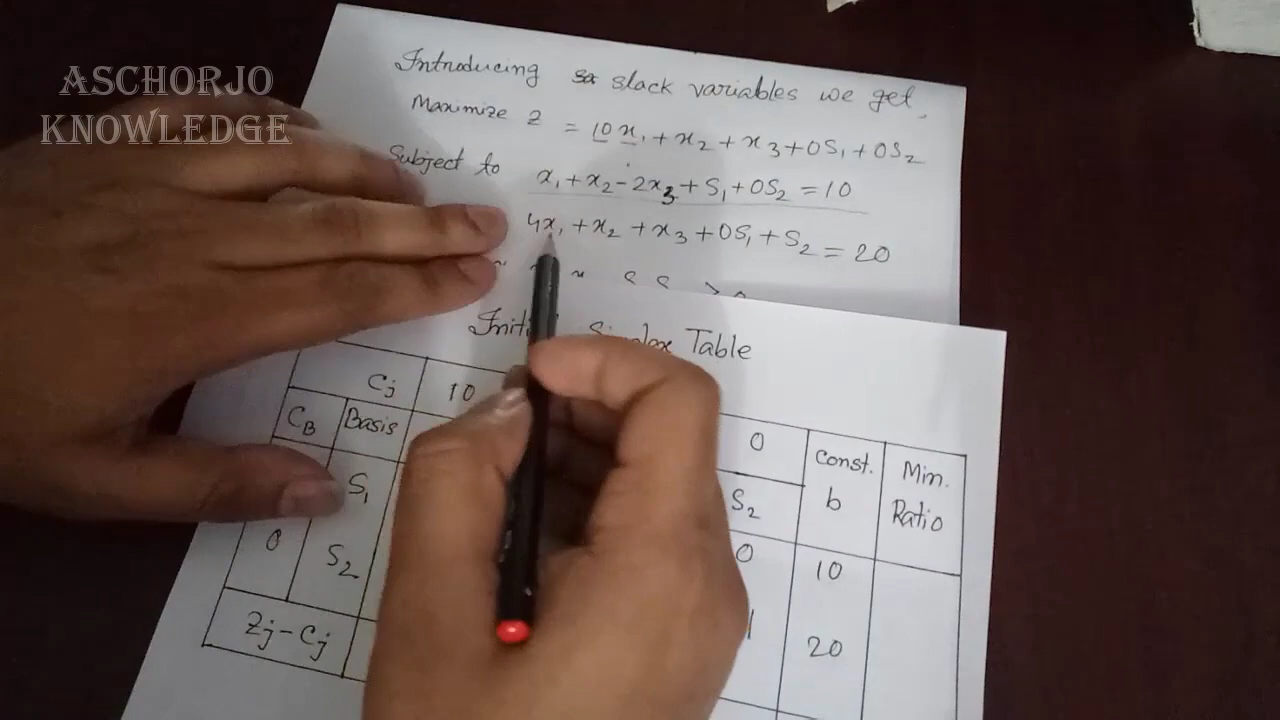 ASCHORJO
KNOWLEDGE
Introducing slack variables we get,
Maximize Z = 10x₁ + x₂ + x₃ + 0S₁ + 0S₂
Subject to x₁ + x₂ - 2x₃ + S₁ + 0S₂ = 10
4x₁ + x₂ + x₃ + 0S₁ + S₂ = 20
Table
Cj 10 0
CB Basis S₂ Const. b Min. Ratio
S₁ 0 10
0 S₂ 1 20
Zj - Cj